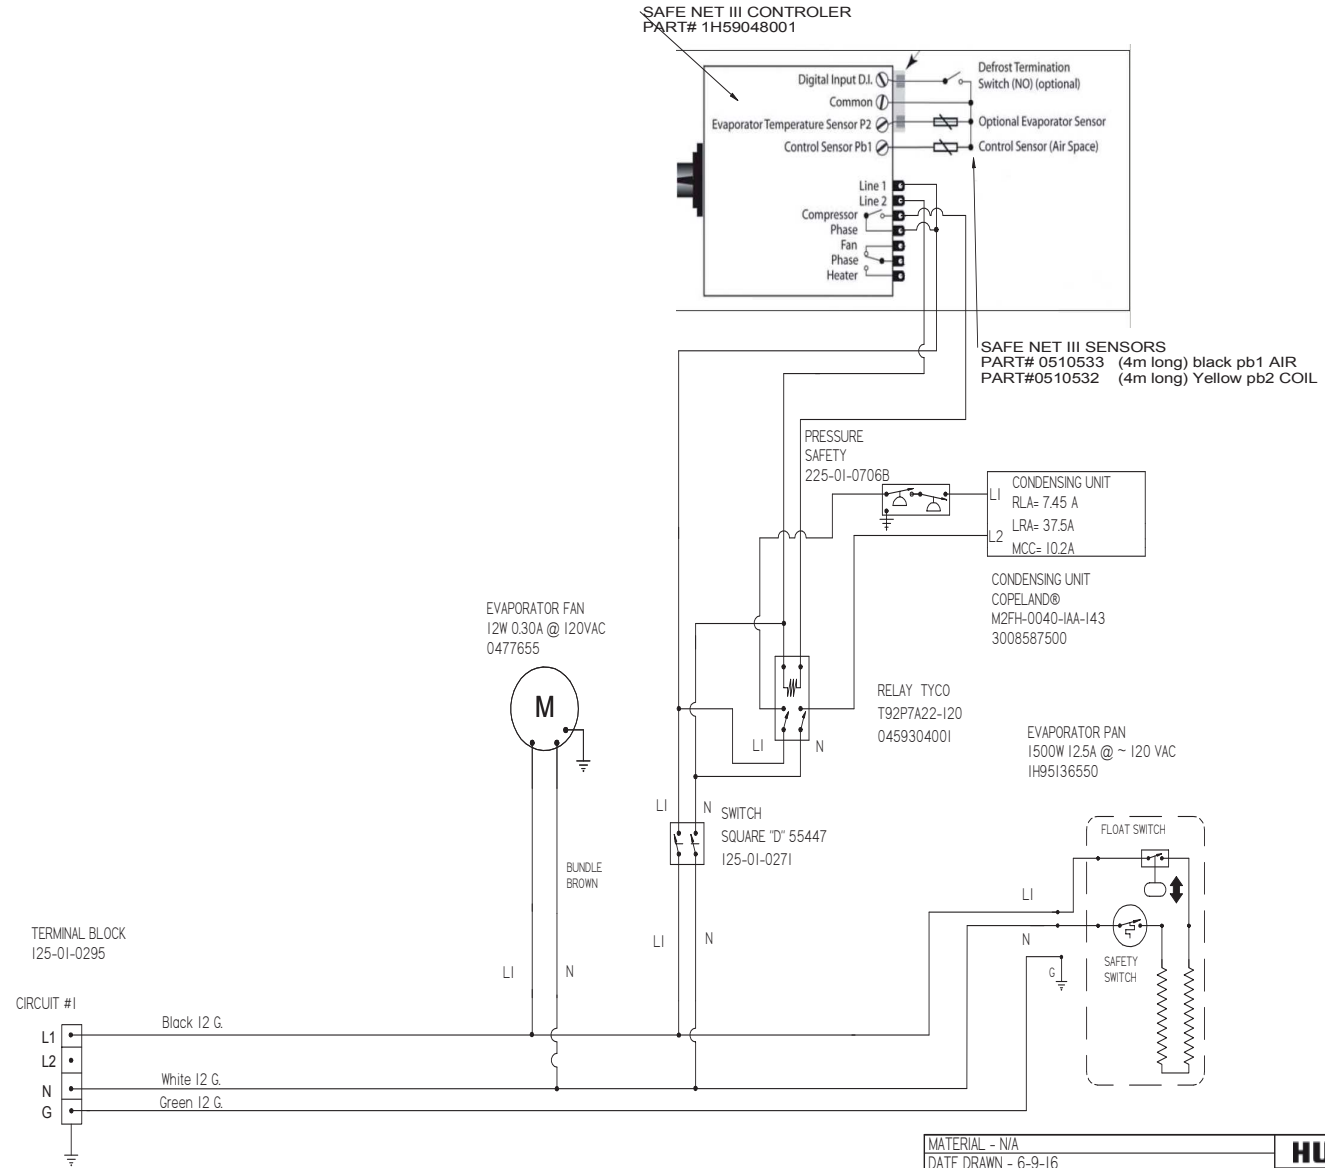 SAFE NET III CONTROLER
PART# 1H59048001
Digital Input D.I.
Common
Evaporator Temperature Sensor P2
Control Sensor Pb1
Defrost Termination
Switch (NO) (optional)
Optional Evaporator Sensor
Control Sensor (Air Space)
Line 1
Line 2
Compressor
Phase
Fan
Phase
Heater
SAFE NET III SENSORS
PART# 0510533 (4m long) black pb1 AIR
PART#0510532 (4m long) Yellow pb2 COIL
PRESSURE
SAFETY
225-01-0706B
L1
L2
CONDENSING UNIT
RLA= 7.45 A
LRA= 37.5A
MCC= 10.2A
CONDENSING UNIT
COPELAND®
M2FH-0040-IAA-143
3008587500
EVAPORATOR FAN
12W 0.30A @ 120VAC
0477655
M
RELAY TYCO
T92P7A22-120
0459304001
L1
N
EVAPORATOR PAN
1500W 12.5A @ ~ 120 VAC
1H95136550
L1
N
SWITCH
SQUARE "D" 55447
125-01-0271
FLOAT SWITCH
BUNDLE
BROWN
L1
N
SAFETY
SWITCH
G
L1
N
L1
N
TERMINAL BLOCK
125-01-0295
CIRCUIT #1
L1
L2
N
G
Black 12 G.
White 12 G.
Green 12 G.
MATERIAL - N/A
DATE DRAWN - 6-9-16
HU